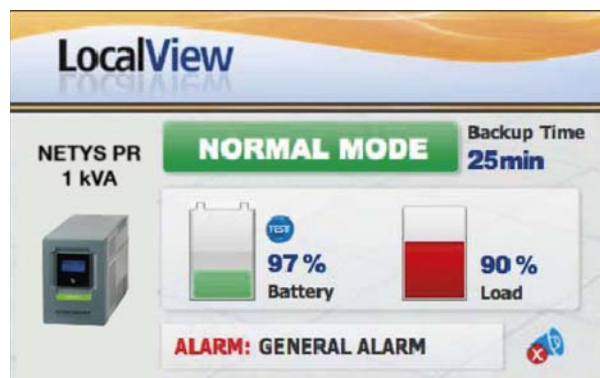 LocalView
NETYS PR
1 kVA
NORMAL MODE
Backup Time
25min
TEST
97%
Battery
90%
Load
ALARM: GENERAL ALARM